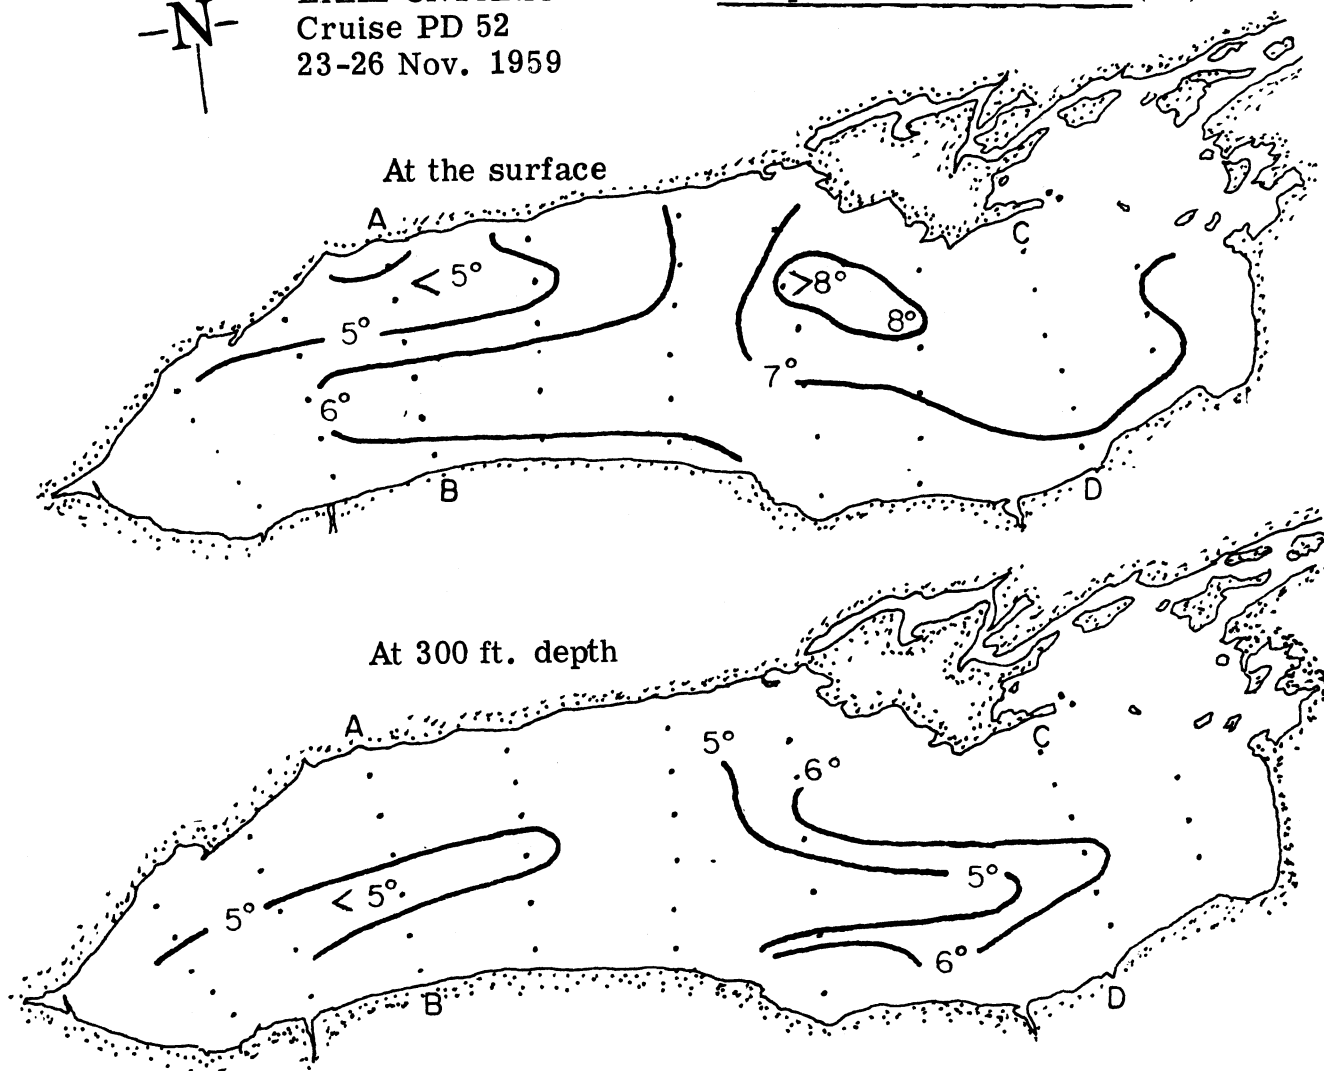 N
Cruise PD 52
23-26 Nov. 1959
At the surface
A
C
< 5°
>8°
8°
5°
7°
6°
B
D
At 300 ft. depth
A
C
5°
6°
5°
< 5°
5°
6°
B
D